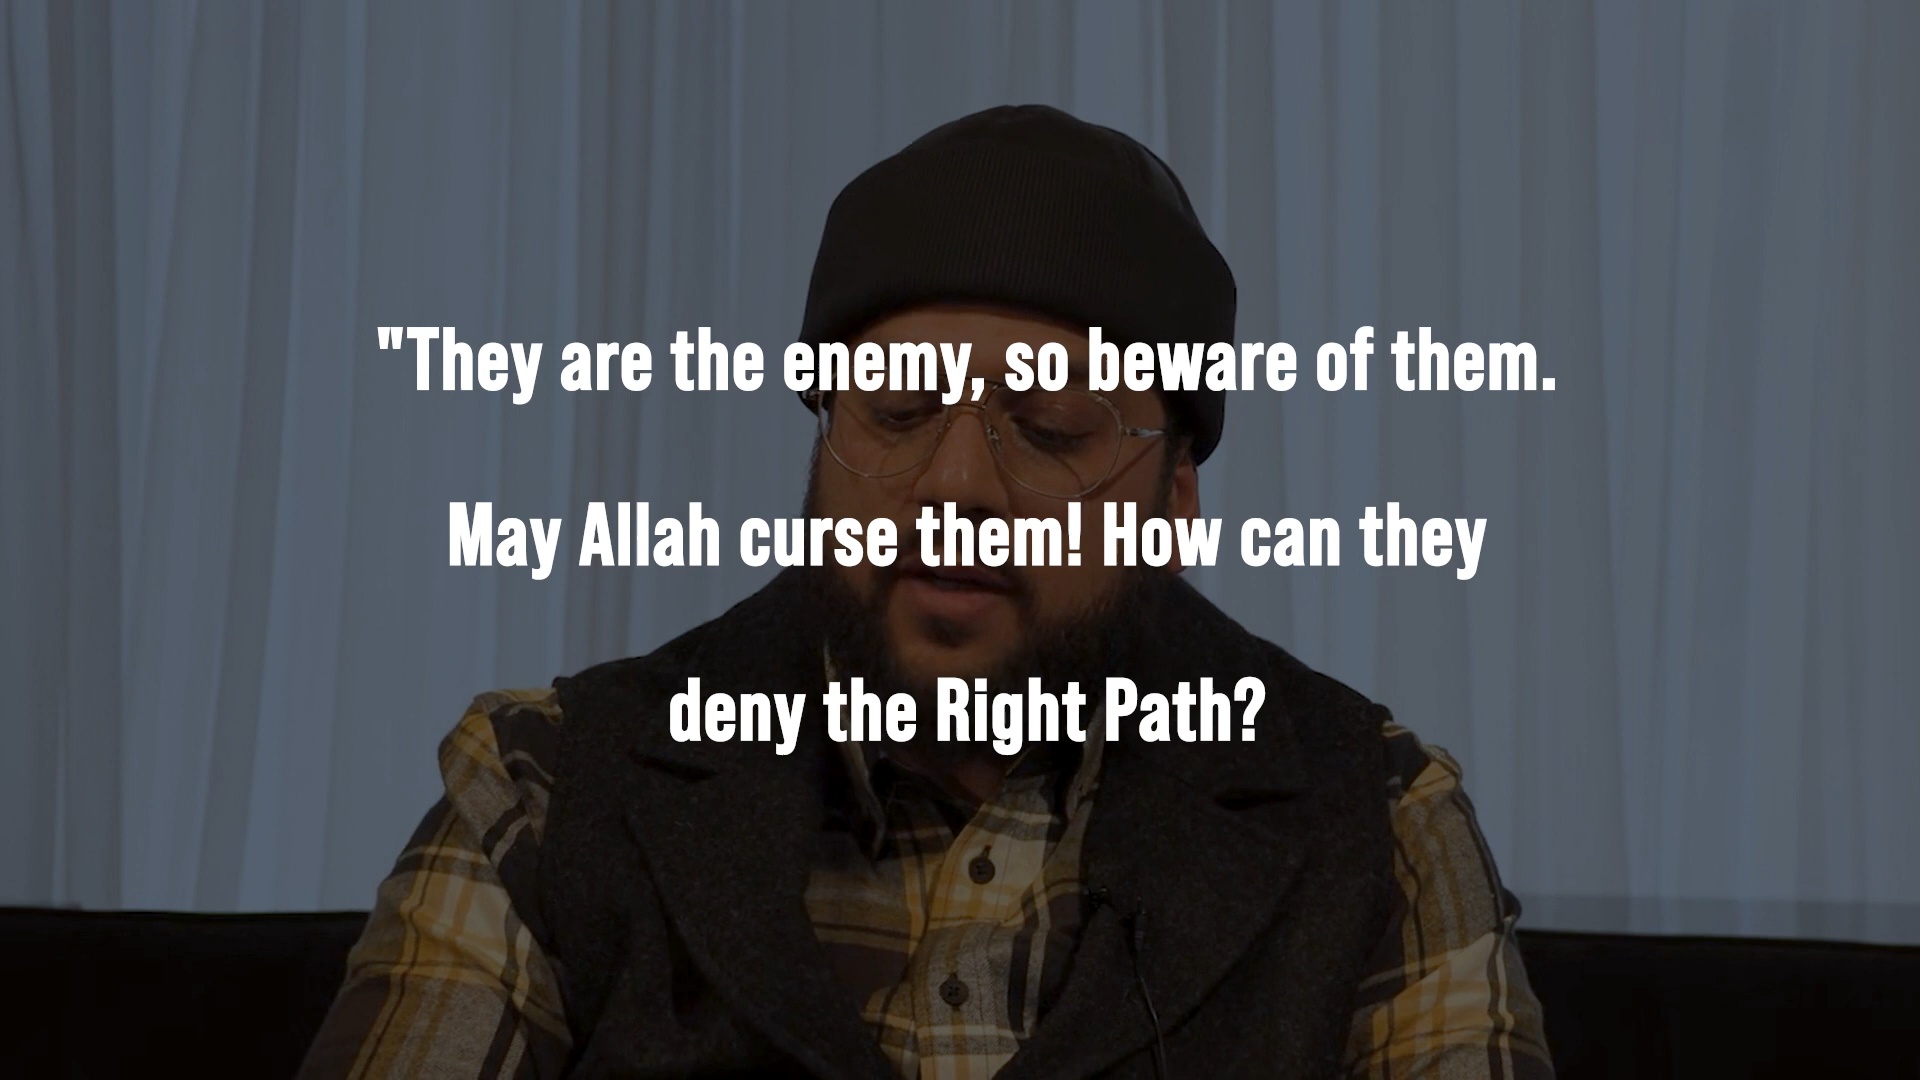 "They are the enemy, so beware of them.
May Allah curse them! How can they
deny the Right Path?